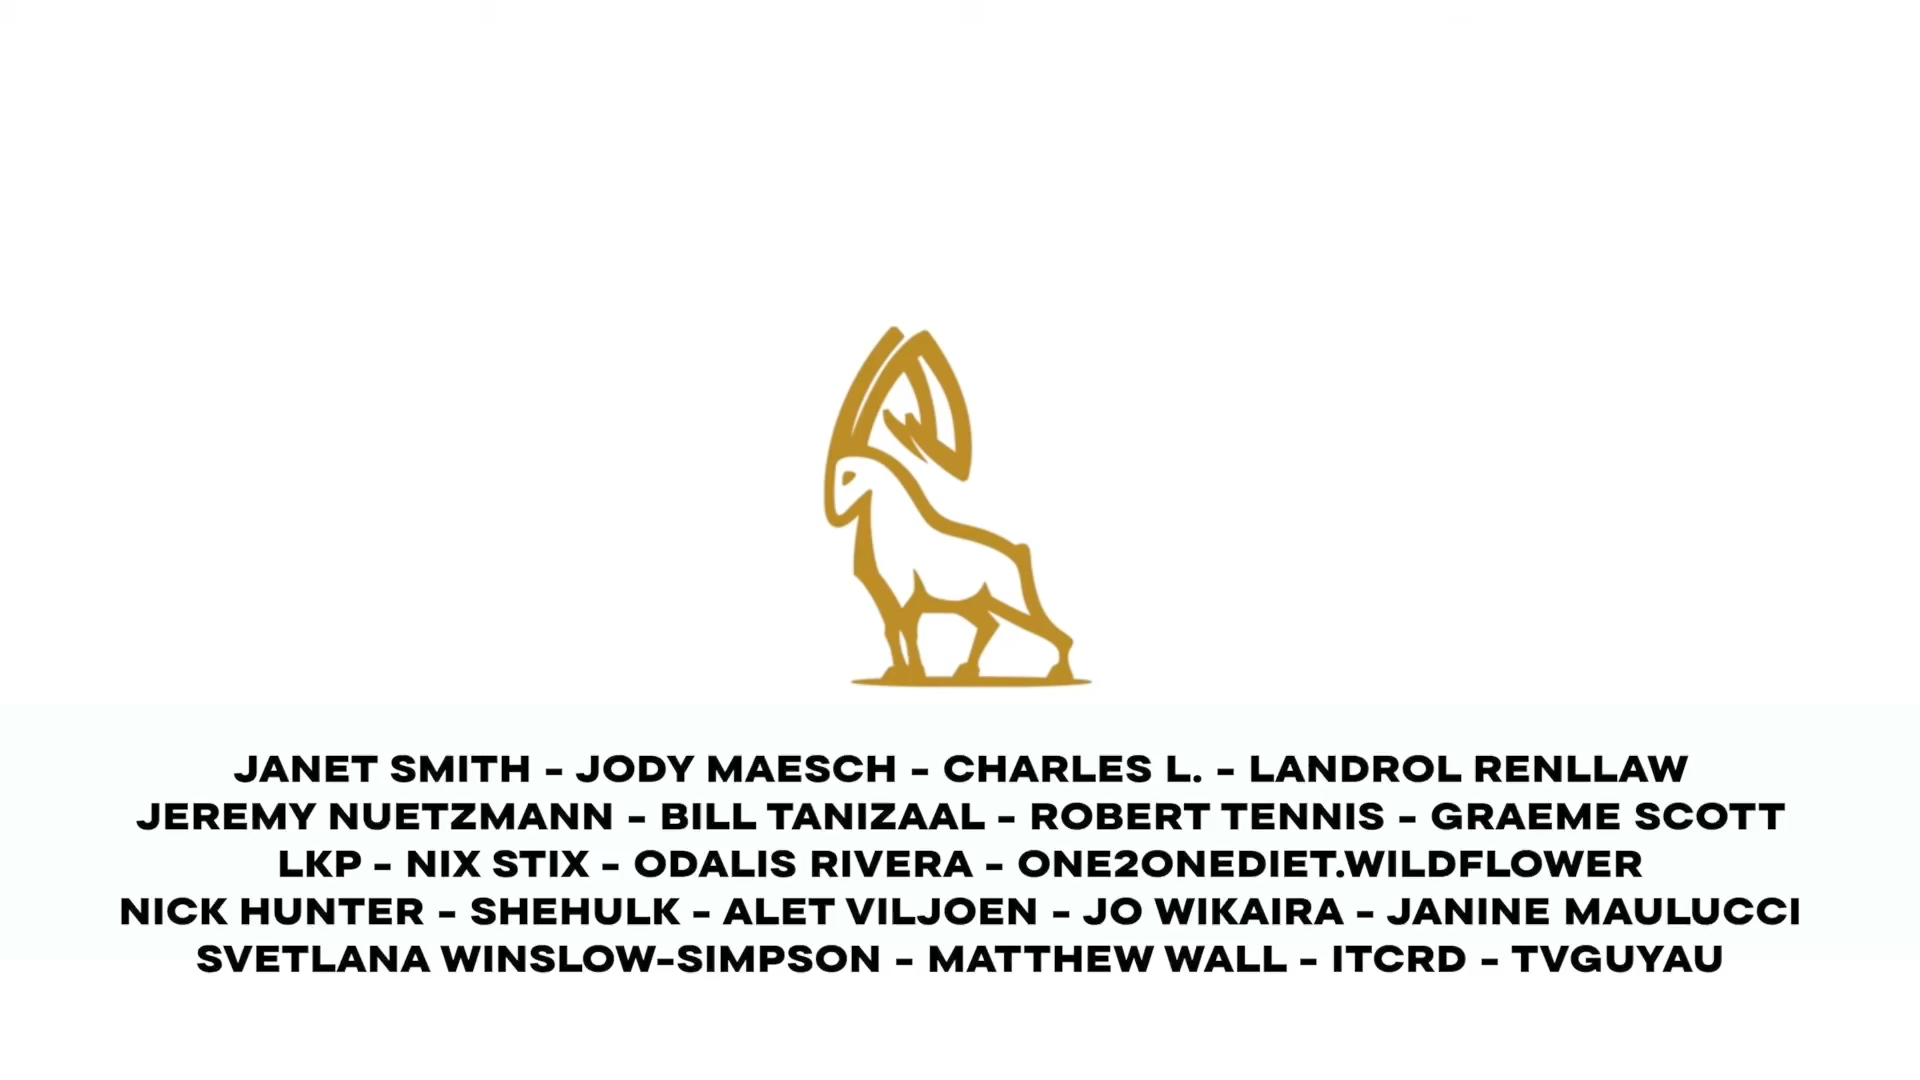 JANET SMITH - JODY MAESCH - CHARLES L. - LANDROL RENLLAW
JEREMY NUETZMANN - BILL TANIZAAL - ROBERT TENNIS - GRAEME SCOTT
LKP - NIX STIX - ODALIS RIVERA - ONE2ONEDIET.WILDFLOWER
NICK HUNTER - SHEHULK - ALET VILJOEN - JO WIKAIRA - JANINE MAULUCCI
SVETLANA WINSLOW-SIMPSON - MATTHEW WALL - ITCRD - TVGUYAU